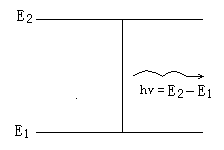 E₂
hν = E₂−E₁
E₁